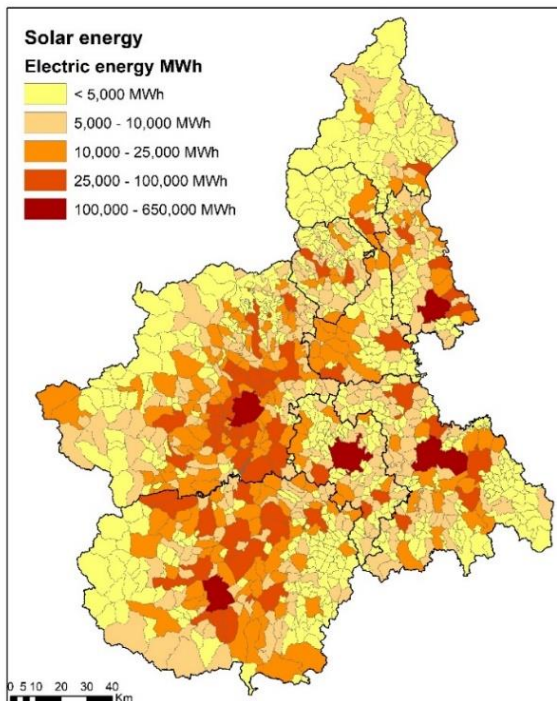 Solar energy
Electric energy MWh
< 5,000 MWh
5,000 - 10,000 MWh
10,000 - 25,000 MWh
25,000 - 100,000 MWh
100,000 - 650,000 MWh
0 5 10 20 30 40
Km